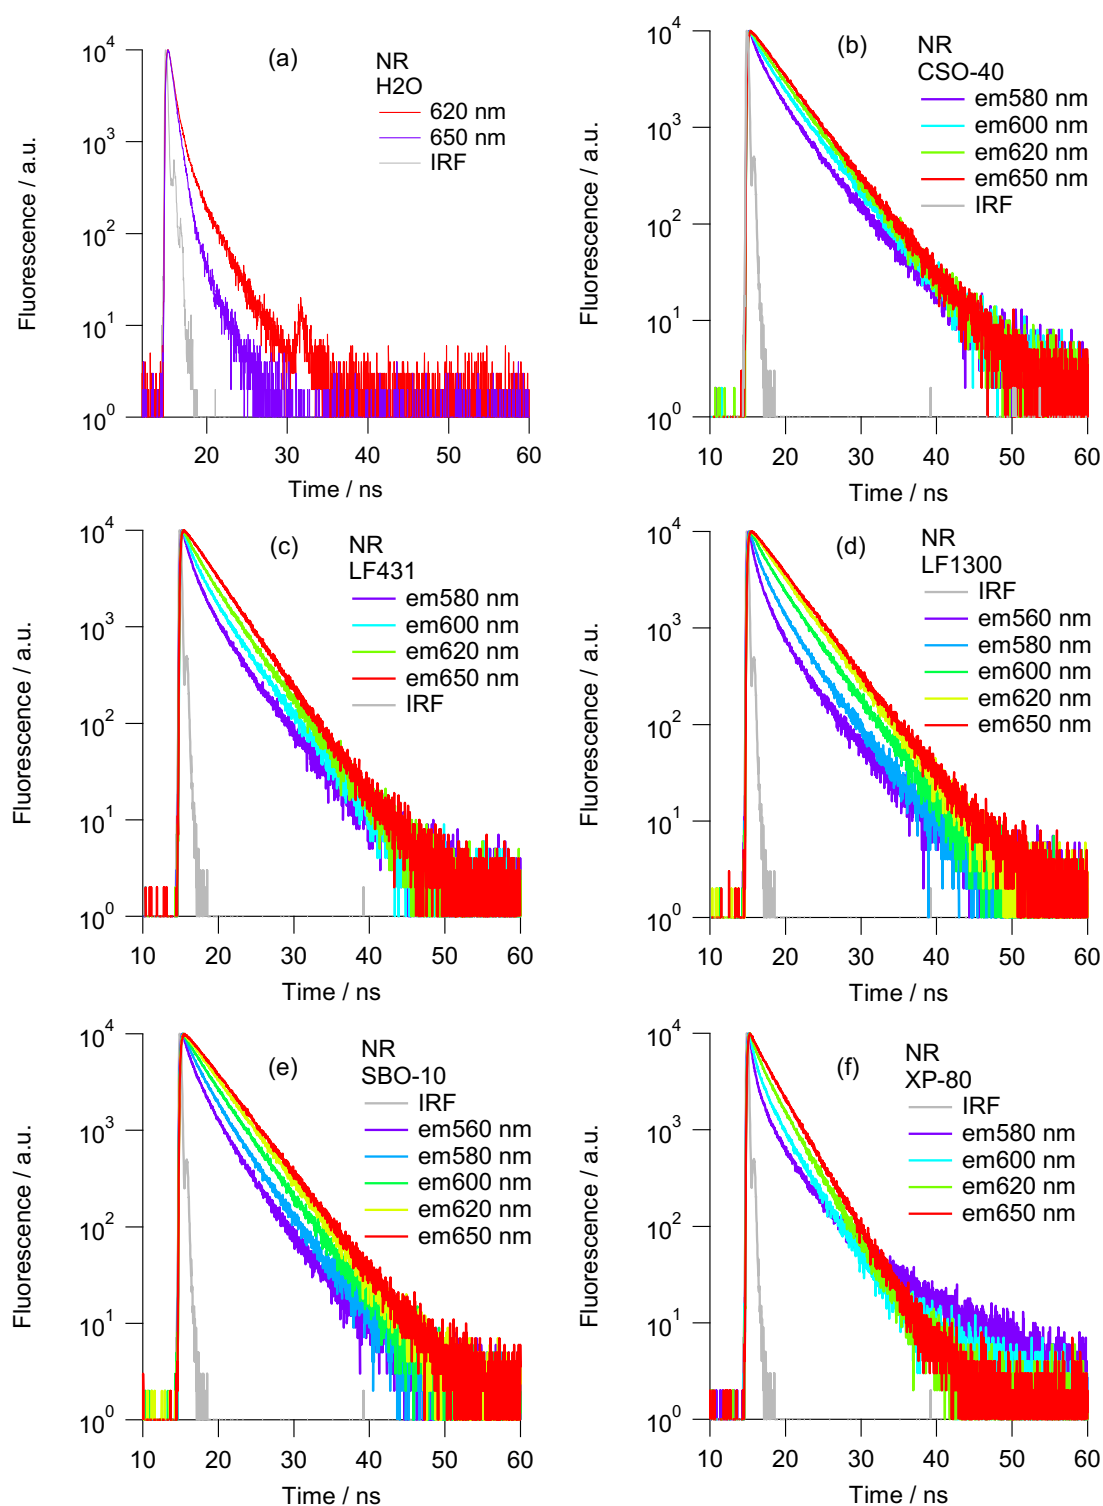 (a)
NR
H2O
620 nm
650 nm
IRF
Fluorescence / a.u.
10^4
10^3
10^2
10^1
10^0
20 30 40 50 60
Time / ns
(b)
NR
CSO-40
em580 nm
em600 nm
em620 nm
em650 nm
IRF
Fluorescence / a.u.
10^4
10^3
10^2
10^1
10^0
10 20 30 40 50 60
Time / ns
(c)
NR
LF431
em580 nm
em600 nm
em620 nm
em650 nm
IRF
Fluorescence / a.u.
10^4
10^3
10^2
10^1
10^0
10 20 30 40 50 60
Time / ns
(d)
NR
LF1300
IRF
em560 nm
em580 nm
em600 nm
em620 nm
em650 nm
Fluorescence / a.u.
10^4
10^3
10^2
10^1
10^0
10 20 30 40 50 60
Time / ns
(e)
NR
SBO-10
IRF
em560 nm
em580 nm
em600 nm
em620 nm
em650 nm
Fluorescence / a.u.
10^4
10^3
10^2
10^1
10^0
10 20 30 40 50 60
Time / ns
(f)
NR
XP-80
IRF
em580 nm
em600 nm
em620 nm
em650 nm
Fluorescence / a.u.
10^4
10^3
10^2
10^1
10^0
10 20 30 40 50 60
Time / ns